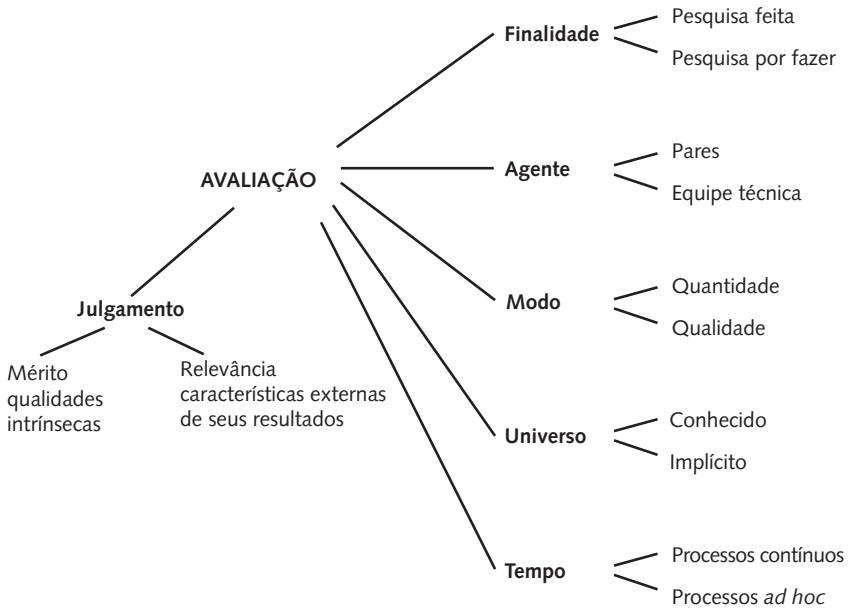 Finalidade
Pesquisa feita
Pesquisa por fazer
AVALIAÇÃO
Agente
Pares
Equipe técnica
Julgamento
Mérito
qualidades
intrínsecas
Relevância
características externas
de seus resultados
Modo
Quantidade
Qualidade
Universo
Conhecido
Implícito
Tempo
Processos contínuos
Processos ad hoc